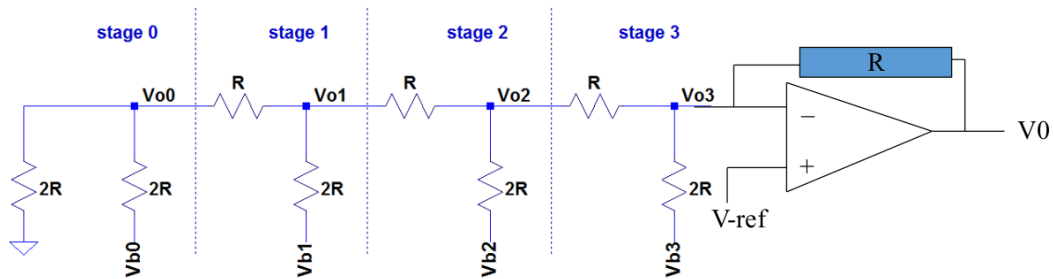 stage 0
stage 1
stage 2
stage 3
R
Vo0
R
Vo1
R
Vo2
R
Vo3
−
+
V0
2R
2R
2R
2R
2R
V-ref
Vb0
Vb1
Vb2
Vb3